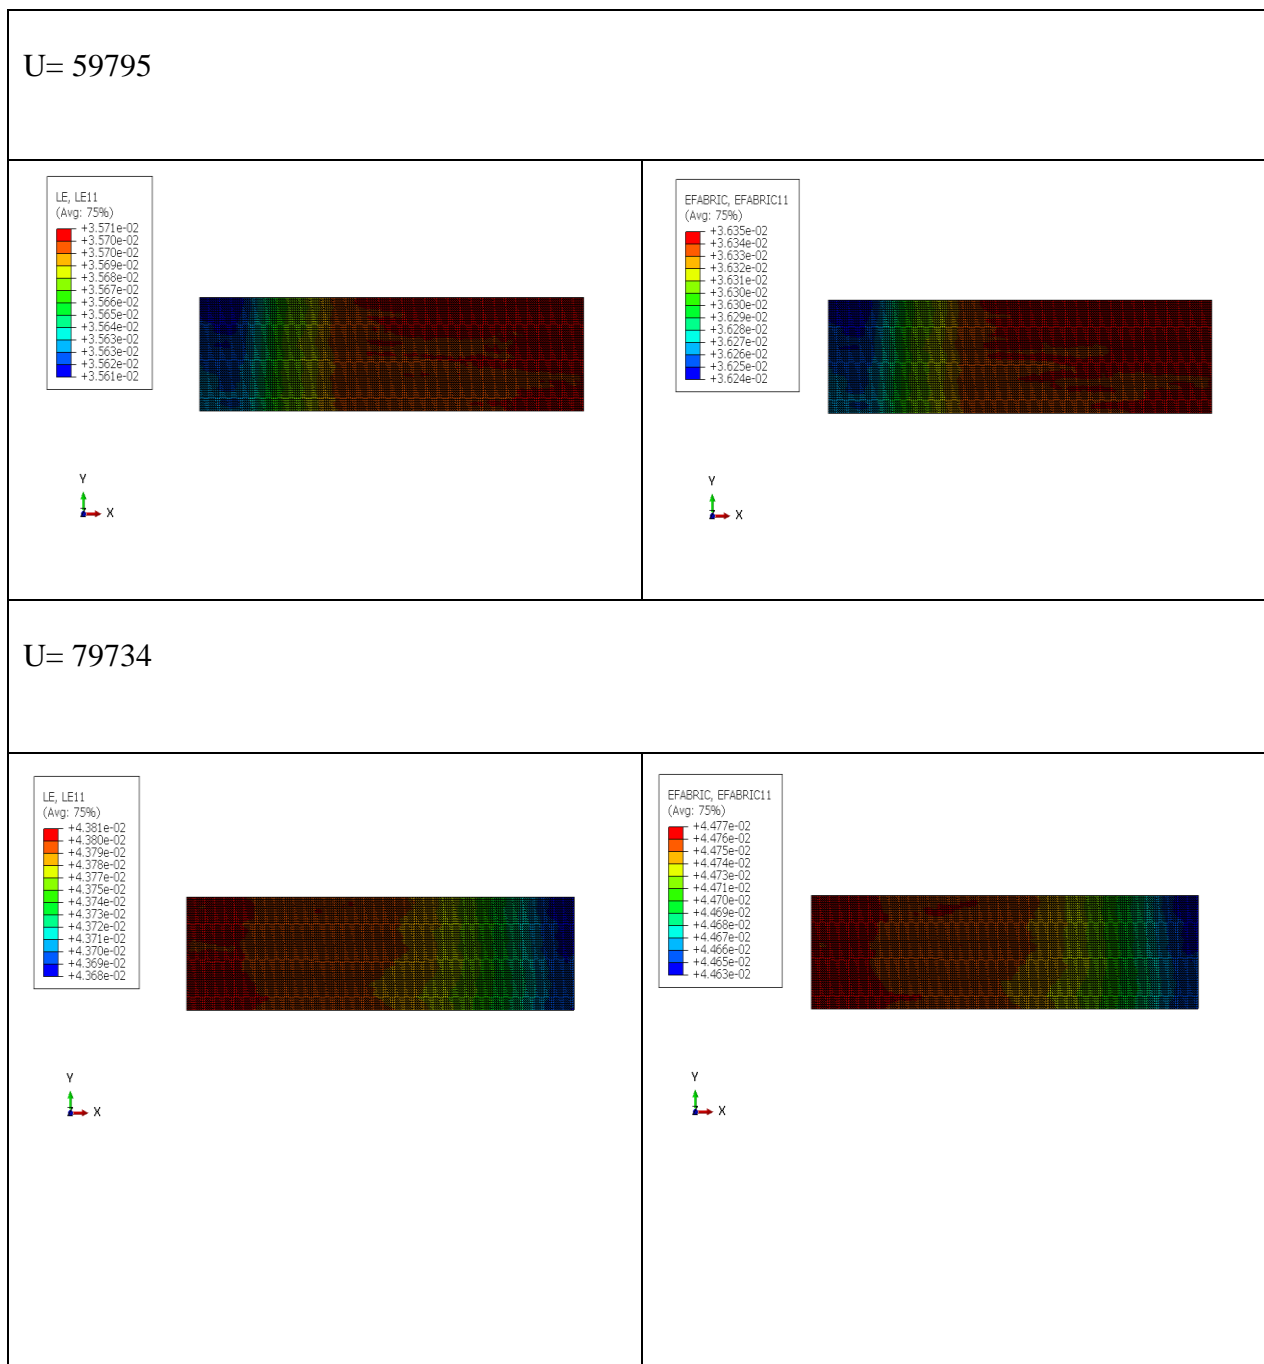 U= 59795
LE, LE11
(Avg: 75%)
+3.571e-02
+3.570e-02
+3.570e-02
+3.569e-02
+3.568e-02
+3.567e-02
+3.566e-02
+3.565e-02
+3.564e-02
+3.563e-02
+3.563e-02
+3.562e-02
+3.561e-02
Y
Z
X
EFABRIC, EFABRIC11
(Avg: 75%)
+3.635e-02
+3.634e-02
+3.633e-02
+3.632e-02
+3.631e-02
+3.630e-02
+3.630e-02
+3.629e-02
+3.628e-02
+3.627e-02
+3.626e-02
+3.625e-02
+3.624e-02
Y
Z
X
U= 79734
LE, LE11
(Avg: 75%)
+4.381e-02
+4.380e-02
+4.379e-02
+4.378e-02
+4.377e-02
+4.375e-02
+4.374e-02
+4.373e-02
+4.372e-02
+4.371e-02
+4.370e-02
+4.369e-02
+4.368e-02
Y
Z
X
EFABRIC, EFABRIC11
(Avg: 75%)
+4.477e-02
+4.476e-02
+4.475e-02
+4.474e-02
+4.473e-02
+4.471e-02
+4.470e-02
+4.469e-02
+4.468e-02
+4.467e-02
+4.466e-02
+4.465e-02
+4.463e-02
Y
Z
X